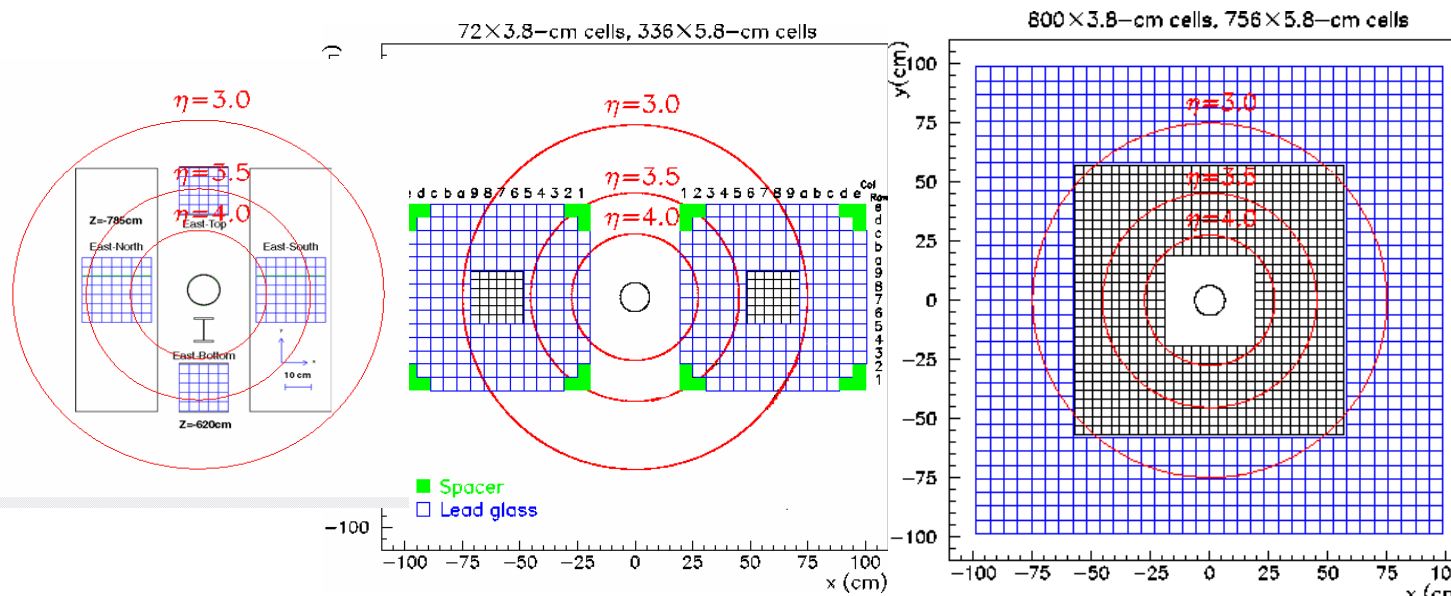 η=3.0
η=3.5
η=4.0
Z=-785cm
East-Top
East-North
East-South
East-Bottom
10 cm
Z=-620cm
72×3.8-cm cells, 336×5.8-cm cells
η=3.0
η=3.5
η=4.0
e d c b a 9 8 7 6 5 4 3 2 1
1 2 3 4 5 6 7 8 9 a b c d e
Col
Row
e
d
c
b
a
9
8
7
6
5
4
3
2
1
Spacer
Lead glass
-100
-100 -75 -50 -25 0 25 50 75 100
x (cm)
800×3.8-cm cells, 756×5.8-cm cells
y(cm)
100
75
50
25
0
-25
-50
-75
-100
η=3.0
η=3.5
η=4.0
-100 -75 -50 -25 0 25 50 75 100
x (cm